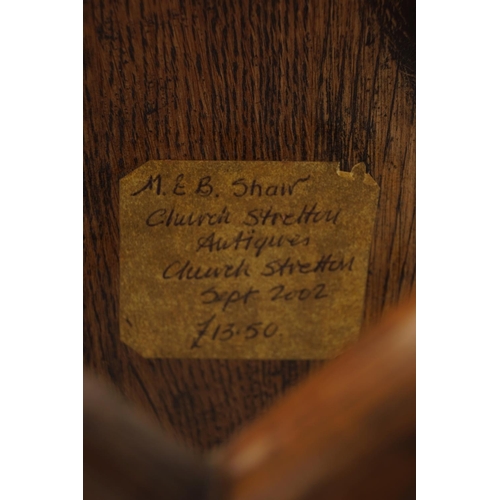 M. & B. Shaw
Church Stretton
Antiques
Church Stretton
Sept 2002
£13.50